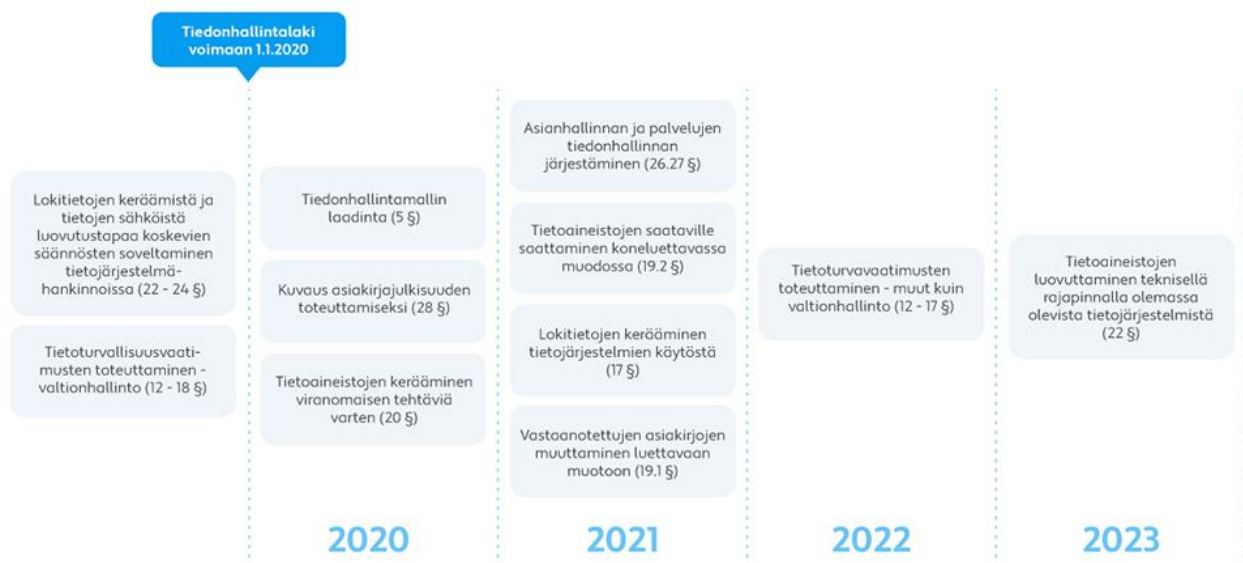 Tiedonhallintalaki
voimaan 1.1.2020
Lokitietojen keräämistä ja
tietojen sähköistä
luovutustapaa koskevien
säännösten soveltaminen
tietojärjestelmä-
hankinnoissa (22 - 24 §)
Tietoturvallisuusvaati-
musten toteuttaminen -
valtionhallinto (12 - 18 §)
Tiedonhallintamallin
laadinta (5 §)
Kuvaus asiakirjajulkisuuden
toteuttamiseksi (28 §)
Tietoaineistojen kerääminen
viranomaisen tehtäviä
varten (20 §)
2020
Asianhallinnan ja palvelujen
tiedonhallinnan
järjestäminen (26.27 §)
Tietoaineistojen saataville
saattaminen koneluettavassa
muodossa (19.2 §)
Lokitietojen kerääminen
tietojärjestelmien käytöstä
(17 §)
Vastaanotettujen asiakirjojen
muuttaminen luettavaan
muotoon (19.1 §)
2021
Tietoturvavaatimusten
toteuttaminen - muut kuin
valtionhallinto (12 - 17 §)
2022
Tietoaineistojen
luovuttaminen teknisellä
rajapinnalla olemassa
olevista tietojärjestelmistä
(22 §)
2023